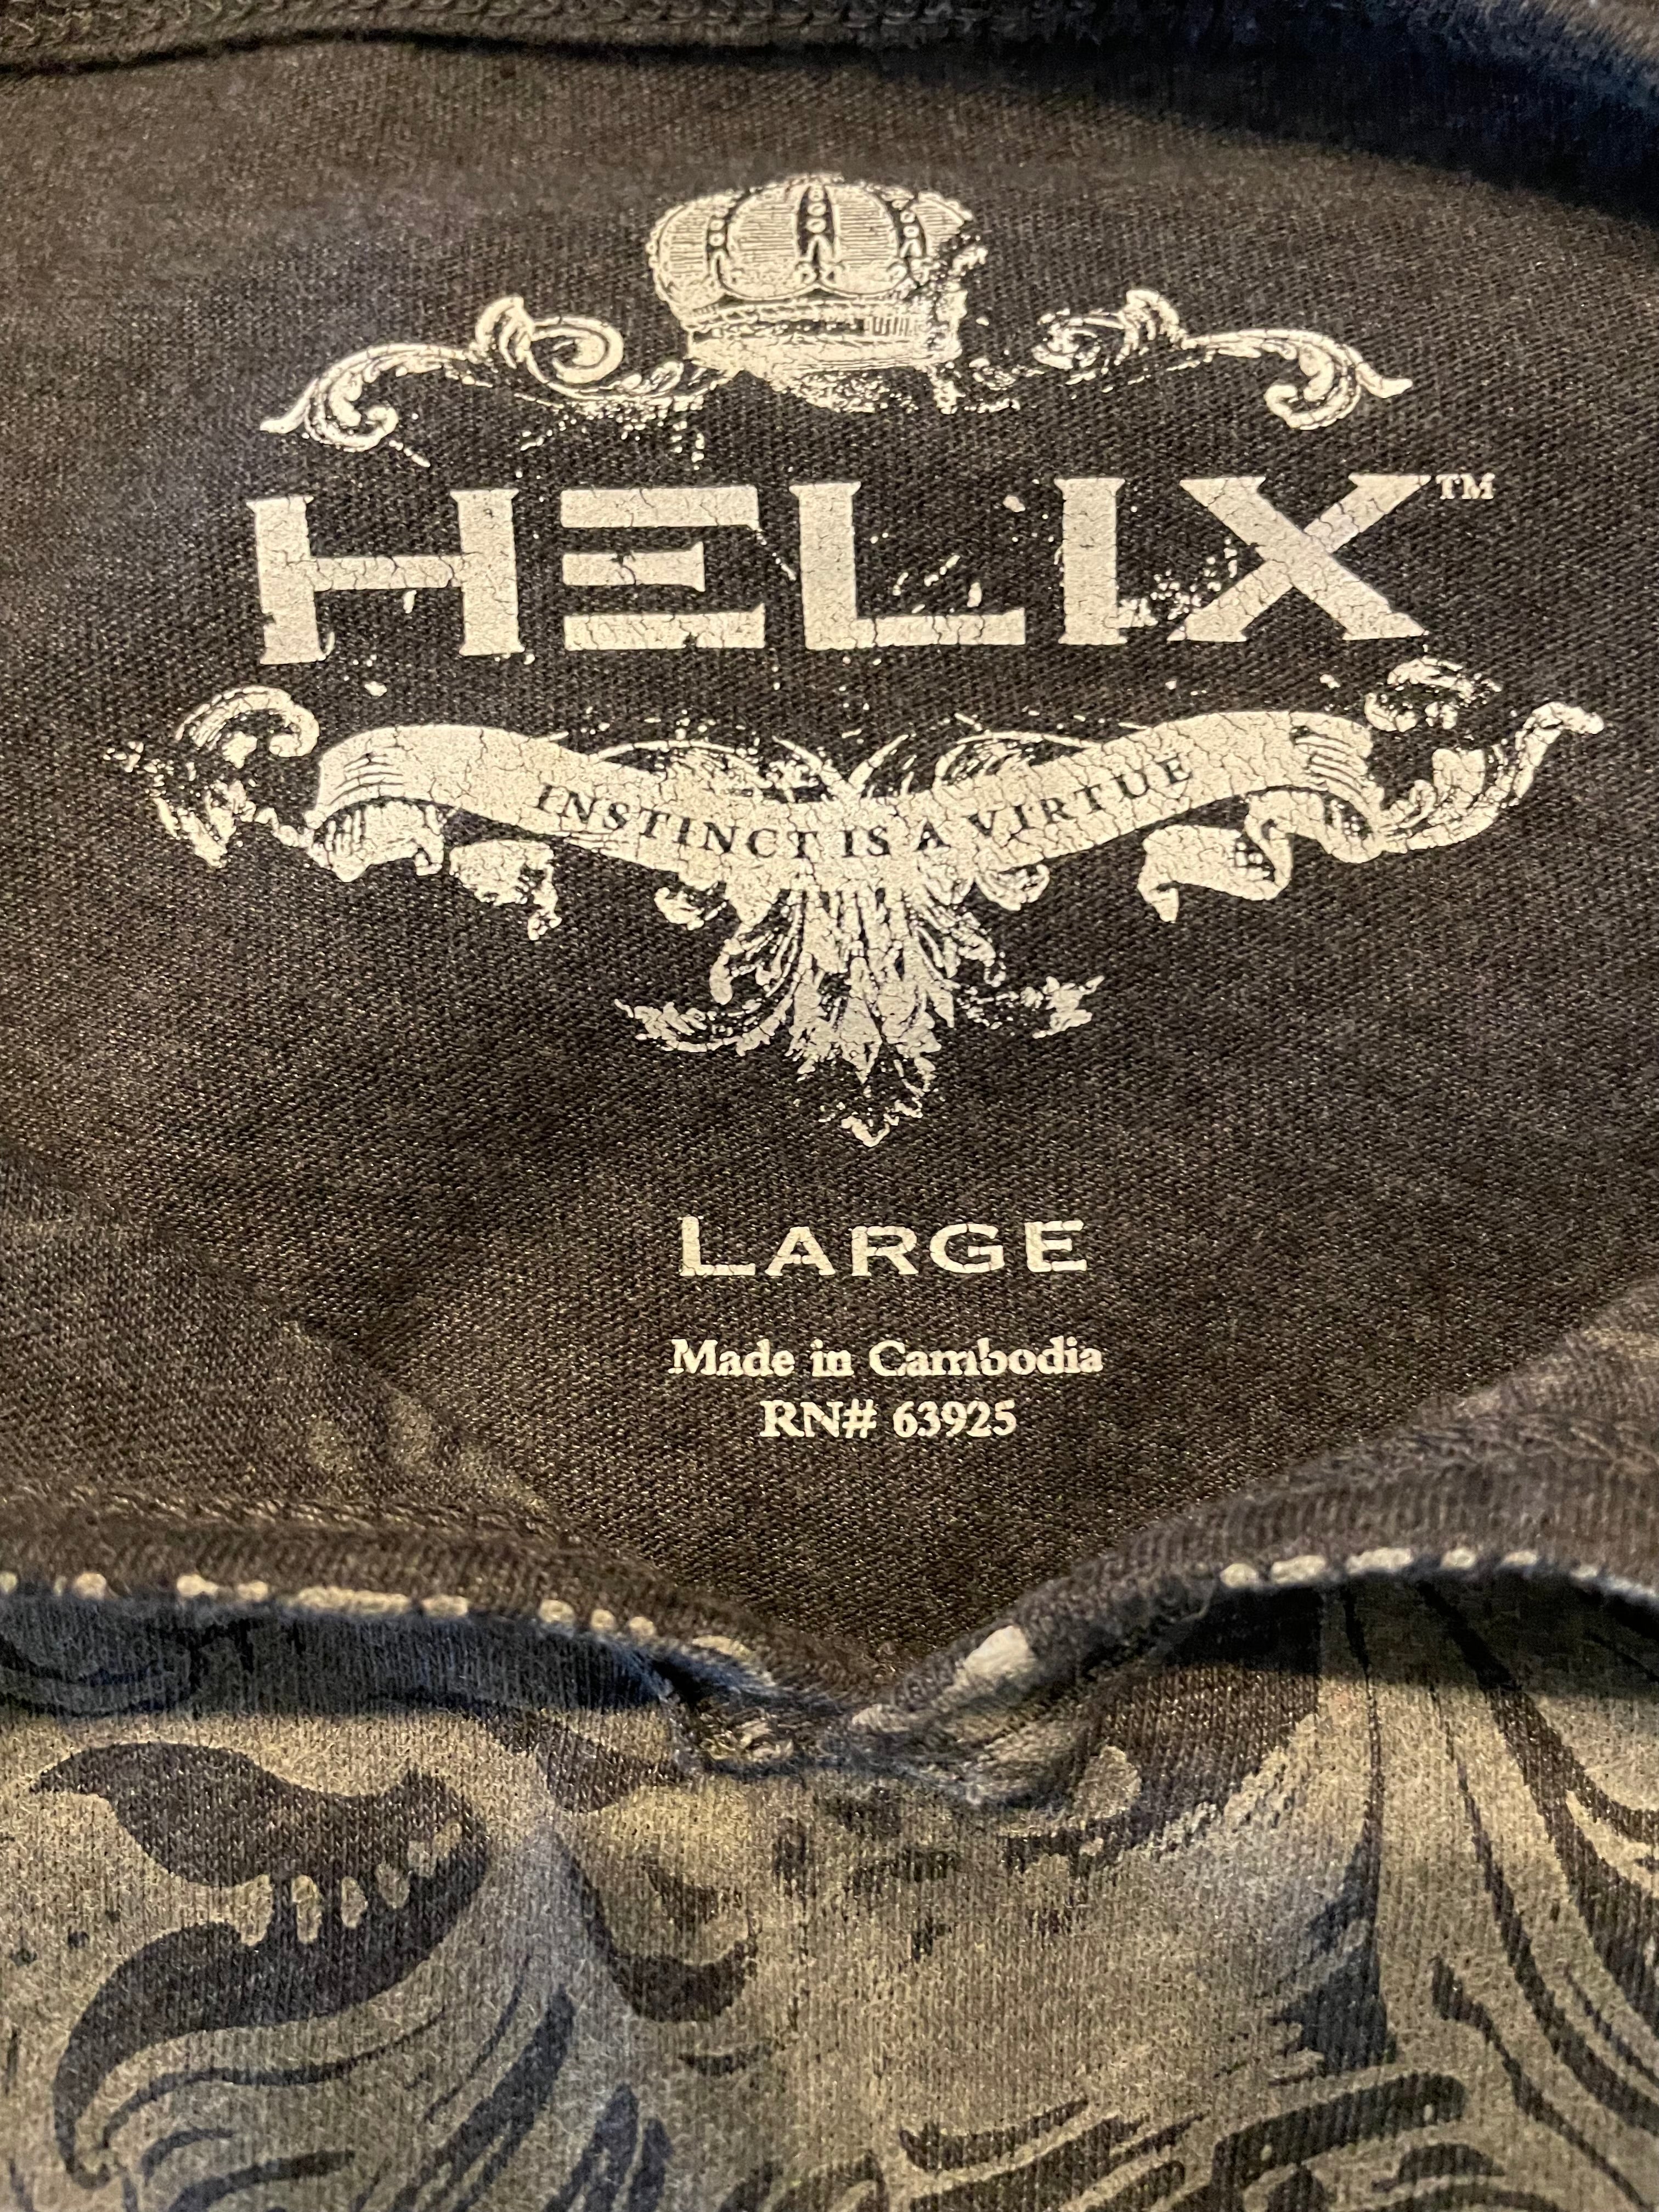 HELIX™
INSTINCT IS A VIRTUE
LARGE
Made in Cambodia
RN# 63925